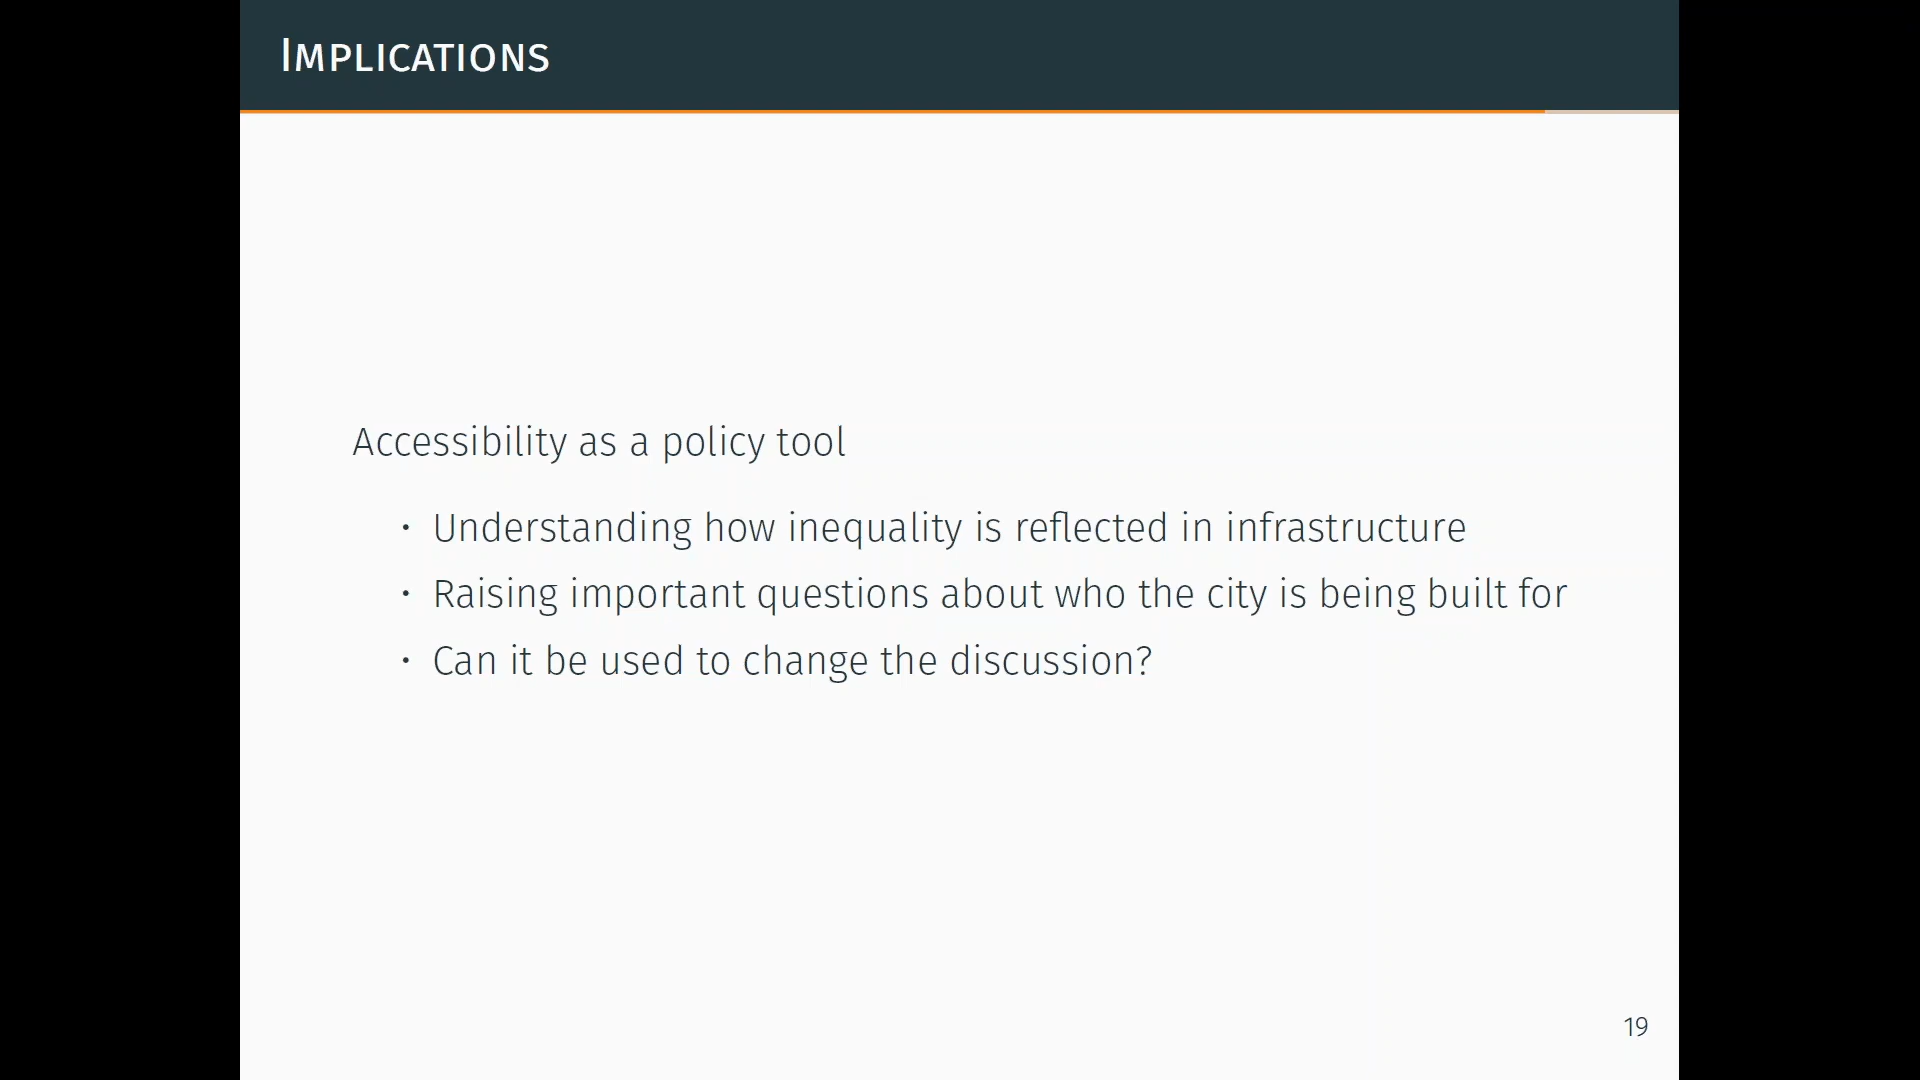 Implications
Accessibility as a policy tool
• Understanding how inequality is reflected in infrastructure
• Raising important questions about who the city is being built for
• Can it be used to change the discussion?
19